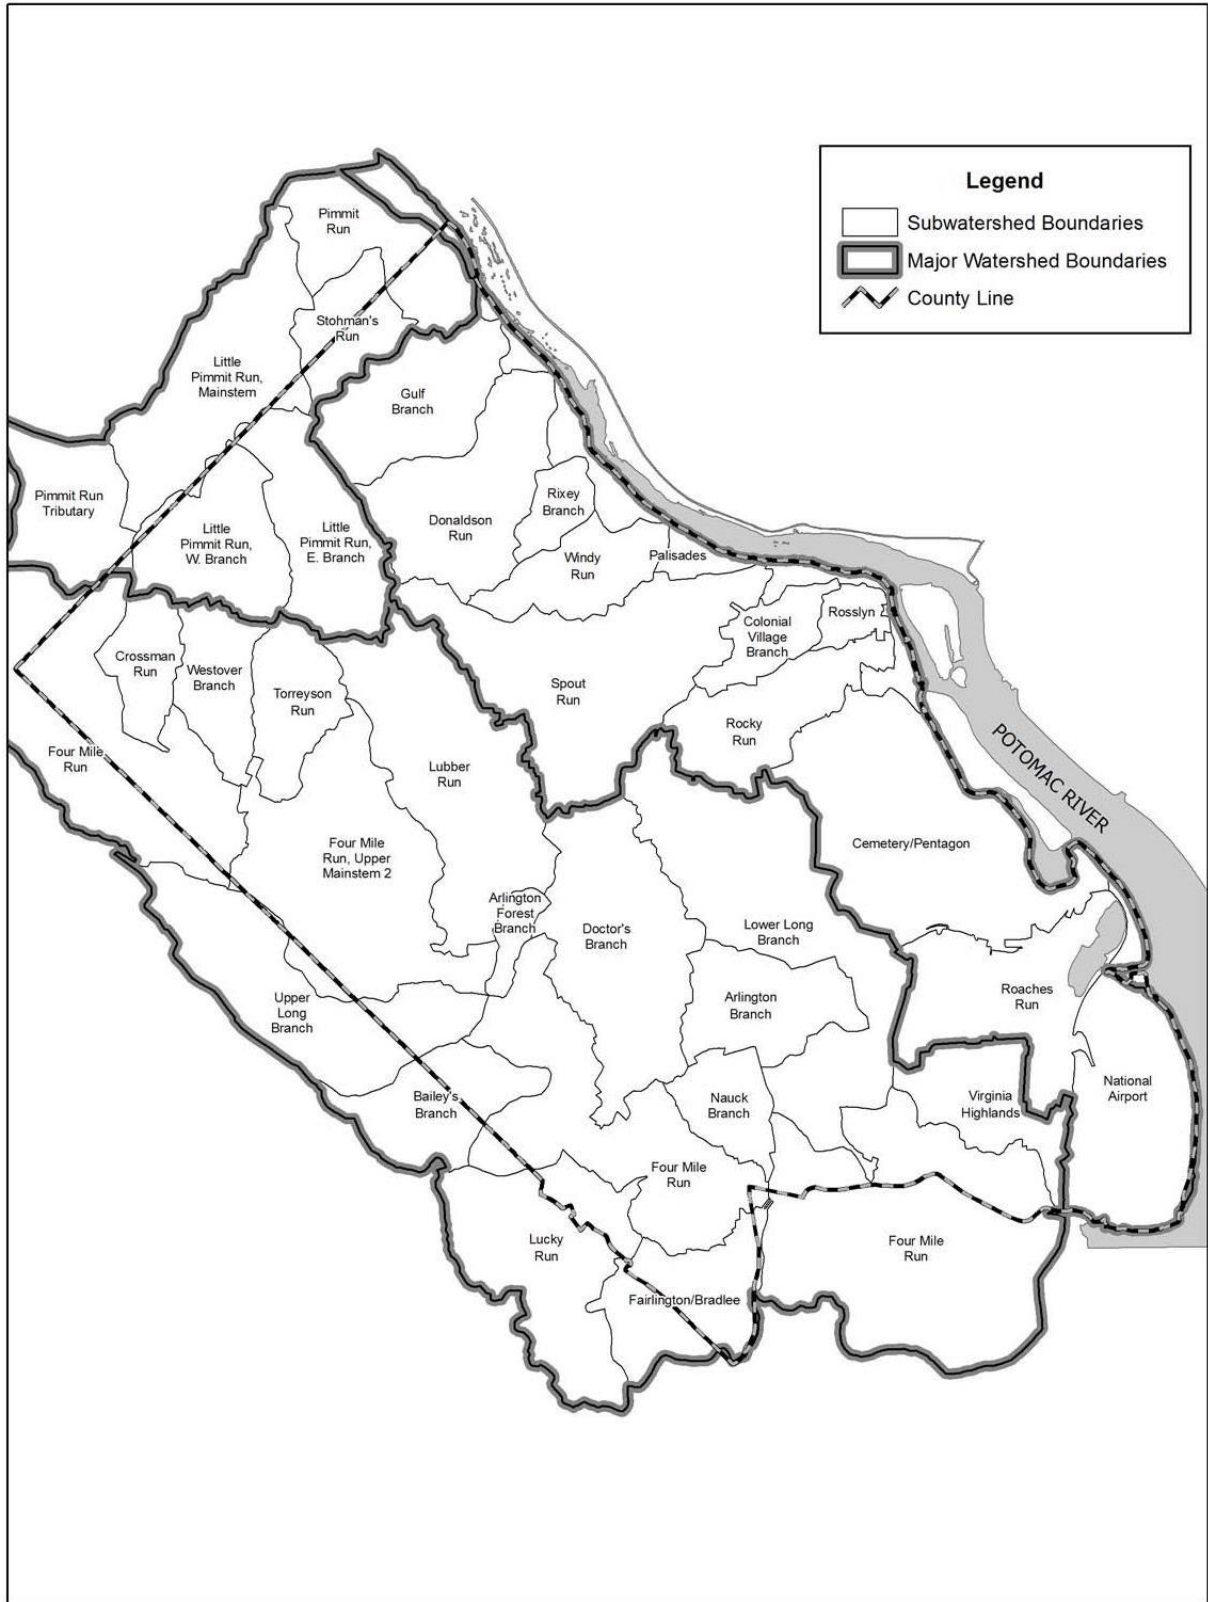 Legend
Subwatershed Boundaries
Major Watershed Boundaries
County Line
Pimmit
Run
Stohman's
Run
Little
Pimmit Run,
Mainstem
Gulf
Branch
Pimmit Run
Tributary
Little
Pimmit Run,
W. Branch
Little
Pimmit Run,
E. Branch
Donaldson
Run
Rixey
Branch
Windy
Run
Palisades
Colonial
Village
Branch
Rosslyn
Crossman
Run
Westover
Branch
Torreyson
Run
Spout
Run
Rocky
Run
POTOMAC RIVER
Four Mile
Run
Lubber
Run
Four Mile
Run, Upper
Mainstem 2
Cemetery/Pentagon
Arlington
Forest
Branch
Doctor's
Branch
Lower Long
Branch
Upper
Long
Branch
Arlington
Branch
Roaches
Run
Bailey's
Branch
Nauck
Branch
Virginia
Highlands
National
Airport
Four Mile
Run
Lucky
Run
Four Mile
Run
Fairlington/Bradlee